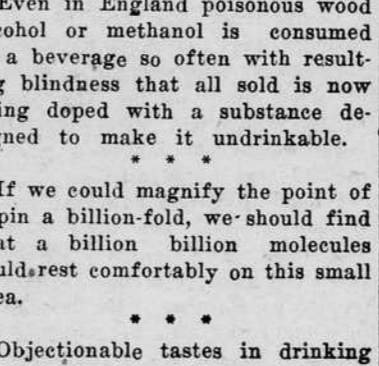 Even in England poisonous wood
cohol or methanol is consumed
a beverage so often with result-
g blindness that all sold is now
ing doped with a substance de-
gned to make it undrinkable.
* * *
If we could magnify the point of
pin a billion-fold, we should find
at a billion billion molecules
uld rest comfortably on this small
ea.
* * *
Objectionable tastes in drinking